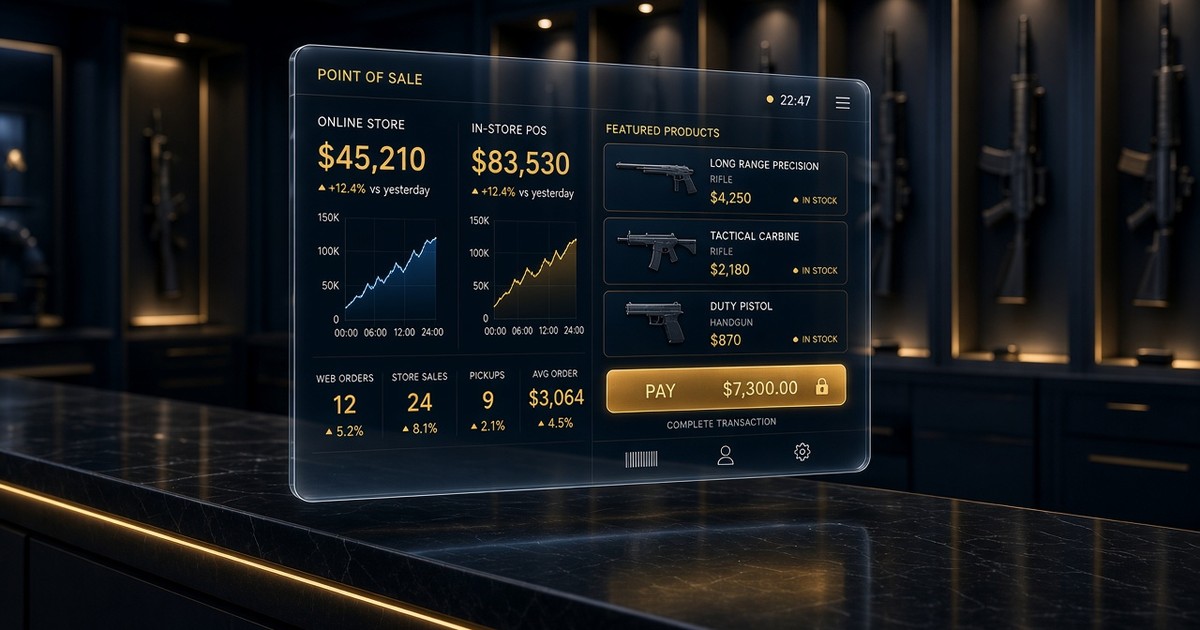 POINT OF SALE
22:47
ONLINE STORE
$45,210
▲ +12.4% vs yesterday
150K
100K
50K
0
00:00 06:00 12:00 24:00
IN-STORE POS
$83,530
▲ +12.4% vs yesterday
150K
100K
50K
0
00:00 06:00 12:00 24:00
WEB ORDERS
12
▲ 5.2%
STORE SALES
24
▲ 8.1%
PICKUPS
9
▲ 2.1%
AVG ORDER
$3,064
▲ 4.5%
FEATURED PRODUCTS
LONG RANGE PRECISION
RIFLE
$4,250
IN STOCK
TACTICAL CARBINE
RIFLE
$2,180
IN STOCK
DUTY PISTOL
HANDGUN
$870
IN STOCK
PAY $7,300.00
COMPLETE TRANSACTION